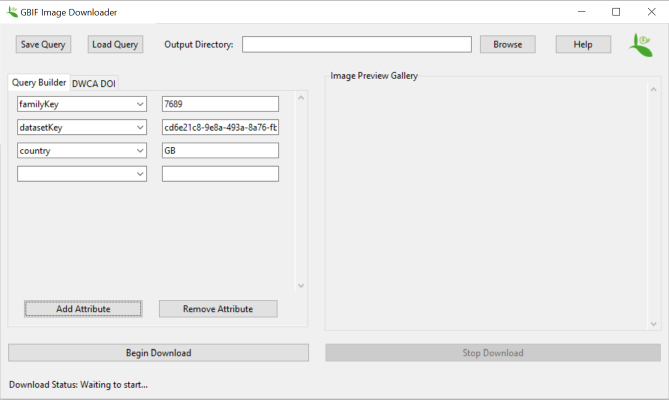 GBIF Image Downloader
Save Query Load Query Output Directory: Browse Help
Query Builder DWCA DOI
familyKey 7689
datasetKey cd6e21c8-9e8a-493a-8a76-fb
country GB
Add Attribute Remove Attribute
Image Preview Gallery
Begin Download Stop Download
Download Status: Waiting to start...